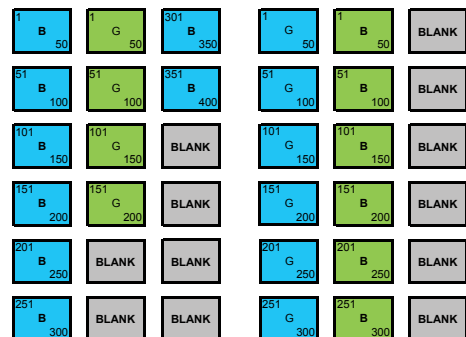 1 1 301 1 1
B G B G B BLANK
50 50 350 50 50
51 51 351 51 51
B G B G B BLANK
100 100 400 100 100
101 101 101 101
B G BLANK G B BLANK
150 150 150 150
151 151 151 151
B G BLANK G B BLANK
200 200 200 200
201 201 201
B BLANK BLANK G B BLANK
250 250 250
251 251 251
B BLANK BLANK G B BLANK
300 300 300